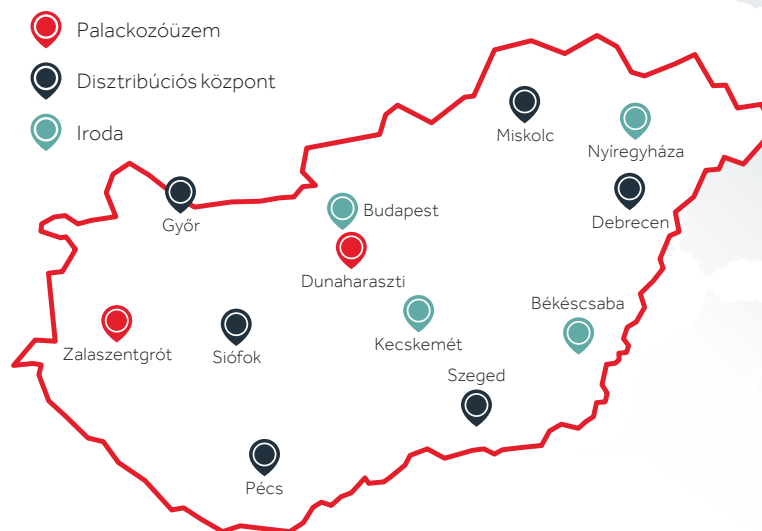 Palackozóüzem
Disztribúciós központ
Iroda
Miskolc
Nyíregyháza
Győr
Budapest
Debrecen
Dunaharaszti
Zalaszentgrót
Siófok
Kecskemét
Békéscsaba
Szeged
Pécs